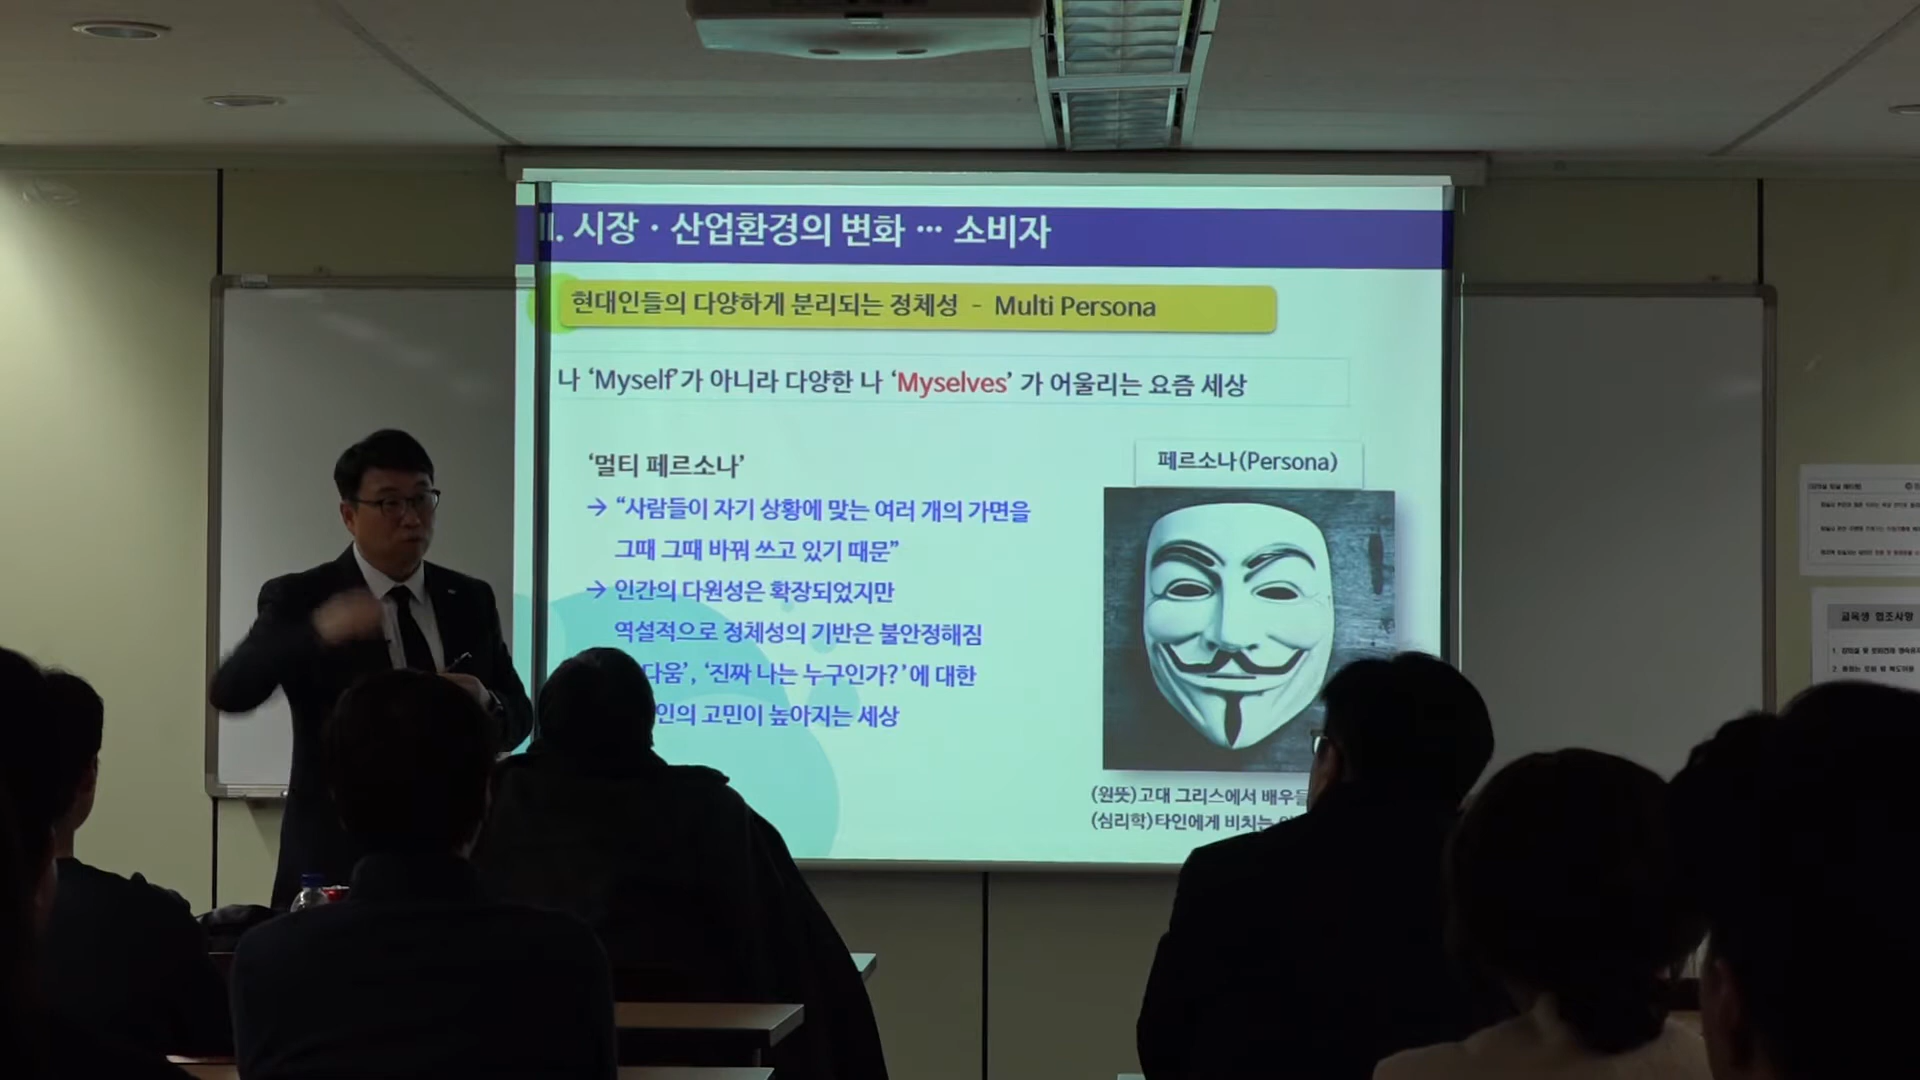 II. 시장 · 산업환경의 변화 ··· 소비자
현대인들의 다양하게 분리되는 정체성 - Multi Persona
나 ‘Myself’가 아니라 다양한 나 ‘Myselves’ 가 어울리는 요즘 세상
‘멀티 페르소나’
→ “사람들이 자기 상황에 맞는 여러 개의 가면을
그때 그때 바꿔 쓰고 있기 때문”
→ 인간의 다원성은 확장되었지만
역설적으로 정체성의 기반은 불안정해짐
다움’, ‘진짜 나는 누구인가?’에 대한
인의 고민이 높아지는 세상
페르소나(Persona)
(원뜻)고대 그리스에서 배우들
(심리학)타인에게 비치는
교육생 협조사항